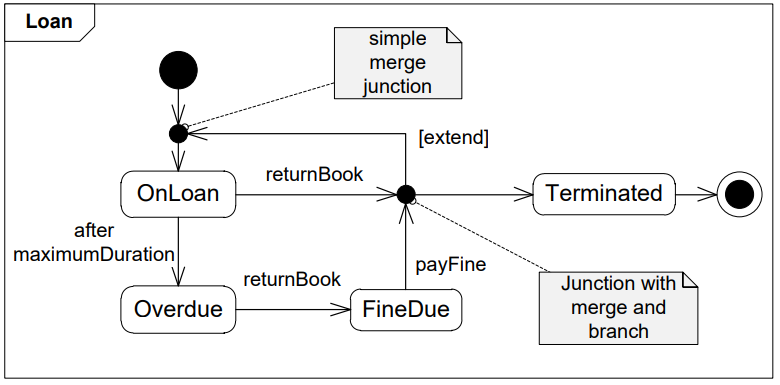 Loan
simple
merge
junction
[extend]
returnBook
OnLoan
Terminated
after
maximumDuration
payFine
returnBook
Overdue
FineDue
Junction with
merge and
branch